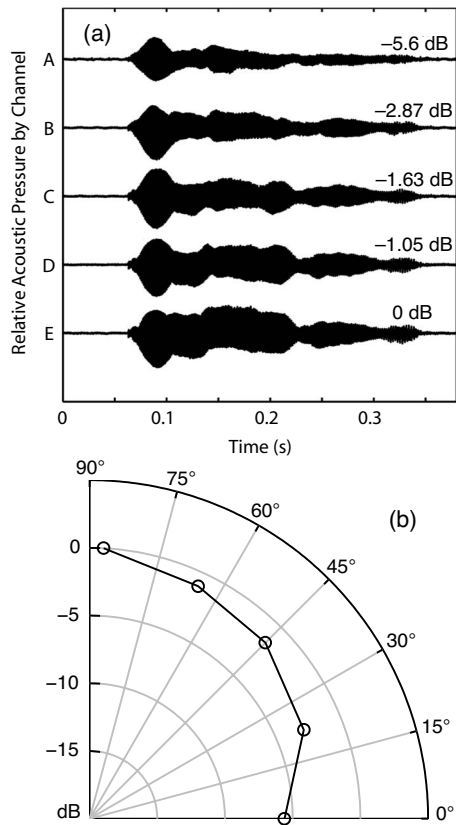 (a)
Relative Acoustic Pressure by Channel
A
−5.6 dB
B
−2.87 dB
C
−1.63 dB
D
−1.05 dB
E
0 dB
0
0.1
0.2
0.3
Time (s)
90°
75°
60°
(b)
45°
30°
15°
0°
0
−5
−10
−15
dB